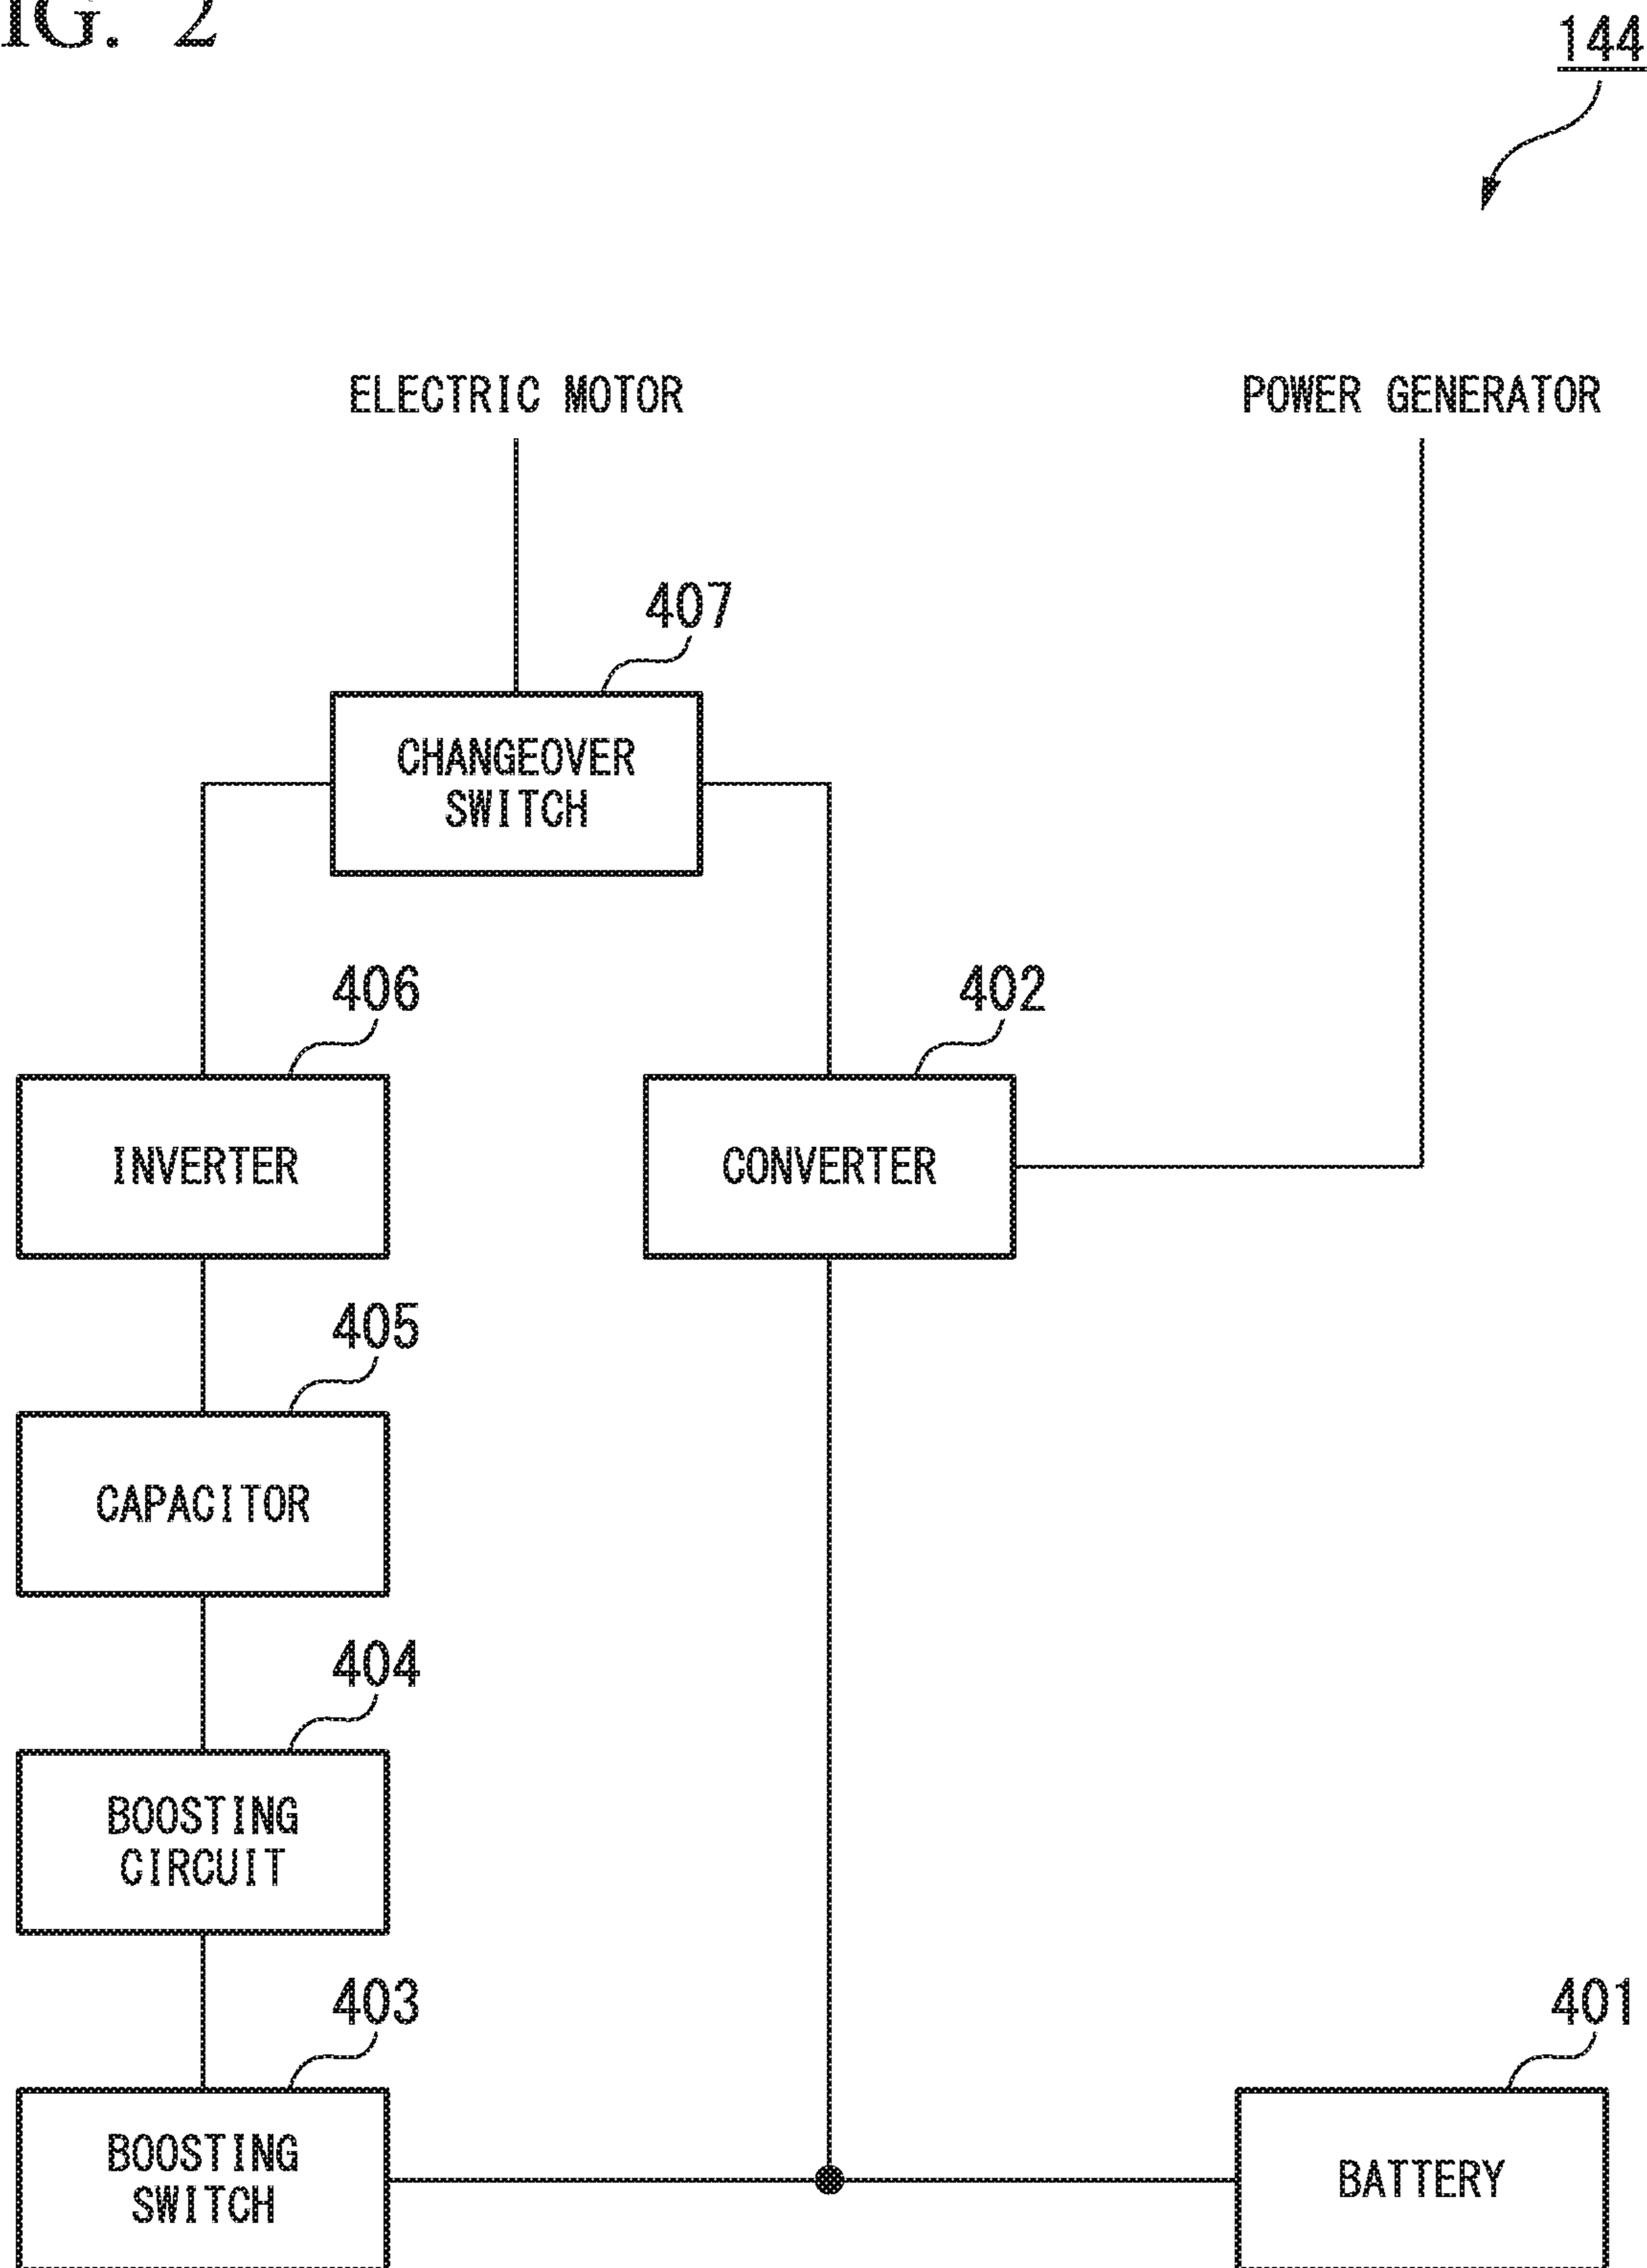 IG. 2
144
ELECTRIC MOTOR
POWER GENERATOR
407
CHANGEOVER
SWITCH
406
402
INVERTER
CONVERTER
405
CAPACITOR
404
BOOSTING
CIRCUIT
403
401
BOOSTING
SWITCH
BATTERY